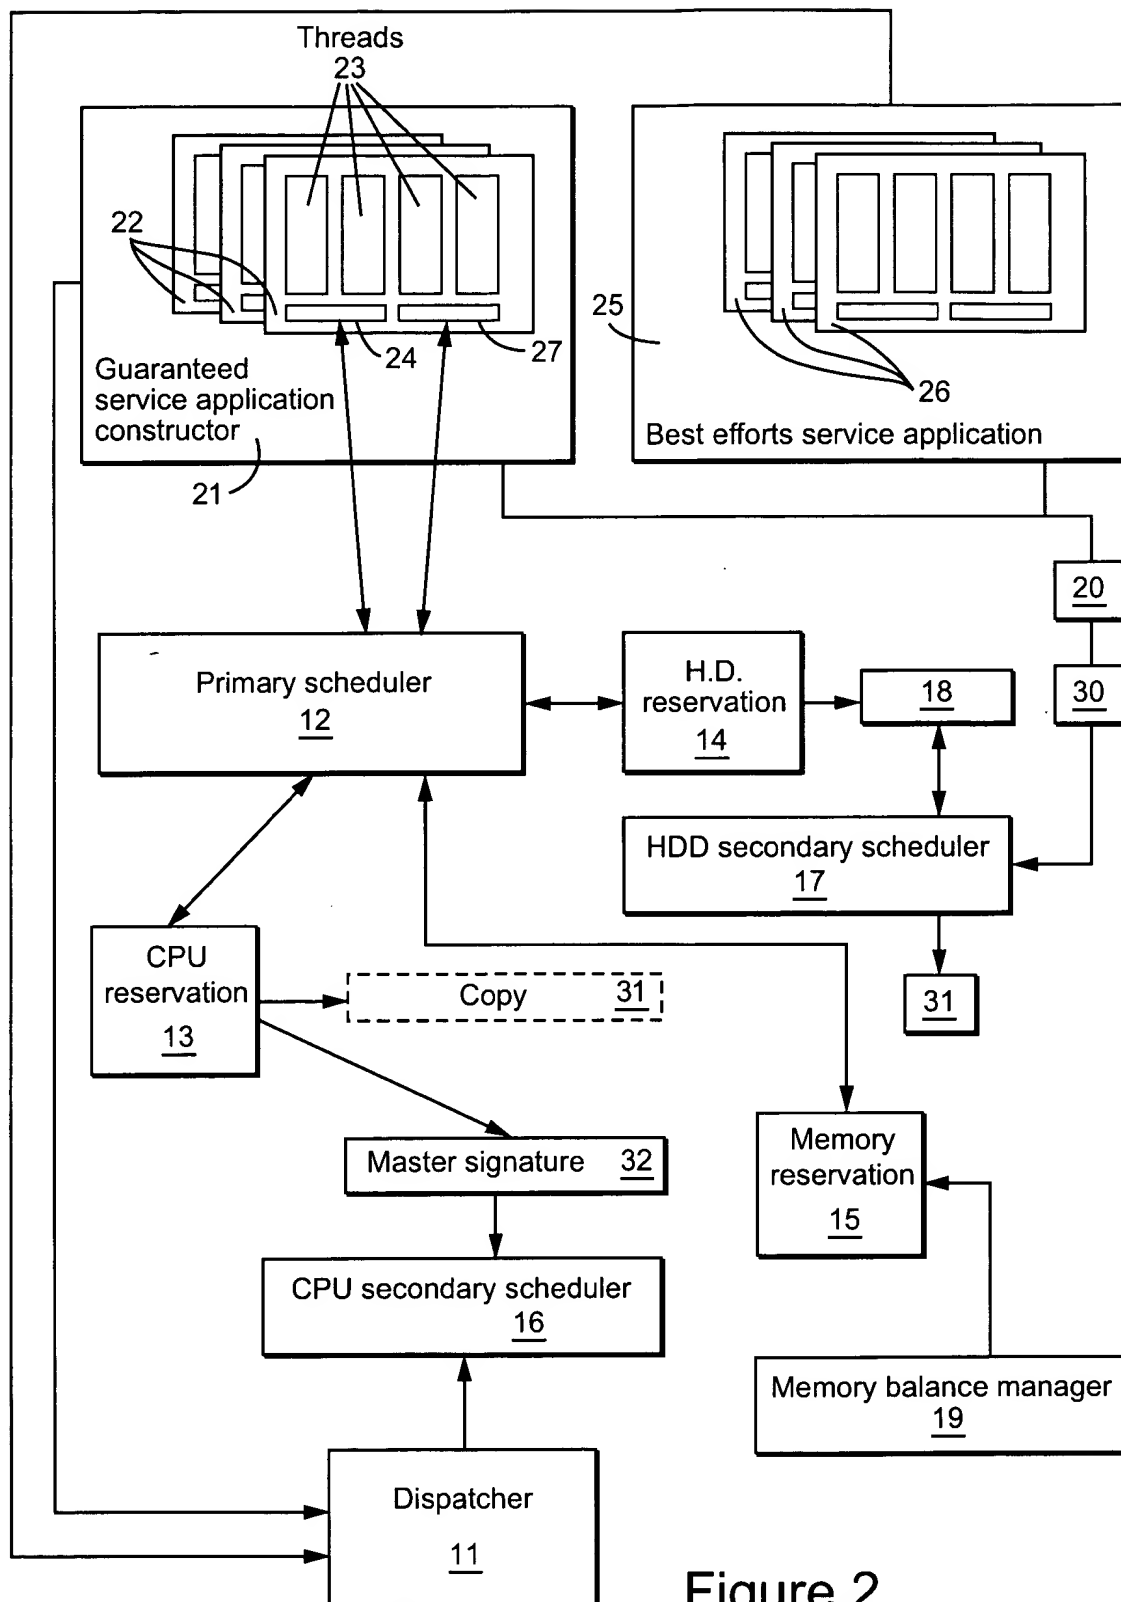 Threads
23
22
24
27
Guaranteed
service application
constructor
21
25
26
Best efforts service application
20
30
Primary scheduler
12
H.D.
reservation
14
18
HDD secondary scheduler
17
31
CPU
reservation
13
Copy 31
Master signature 32
Memory
reservation
15
CPU secondary scheduler
16
Memory balance manager
19
Dispatcher
11
Figure 2